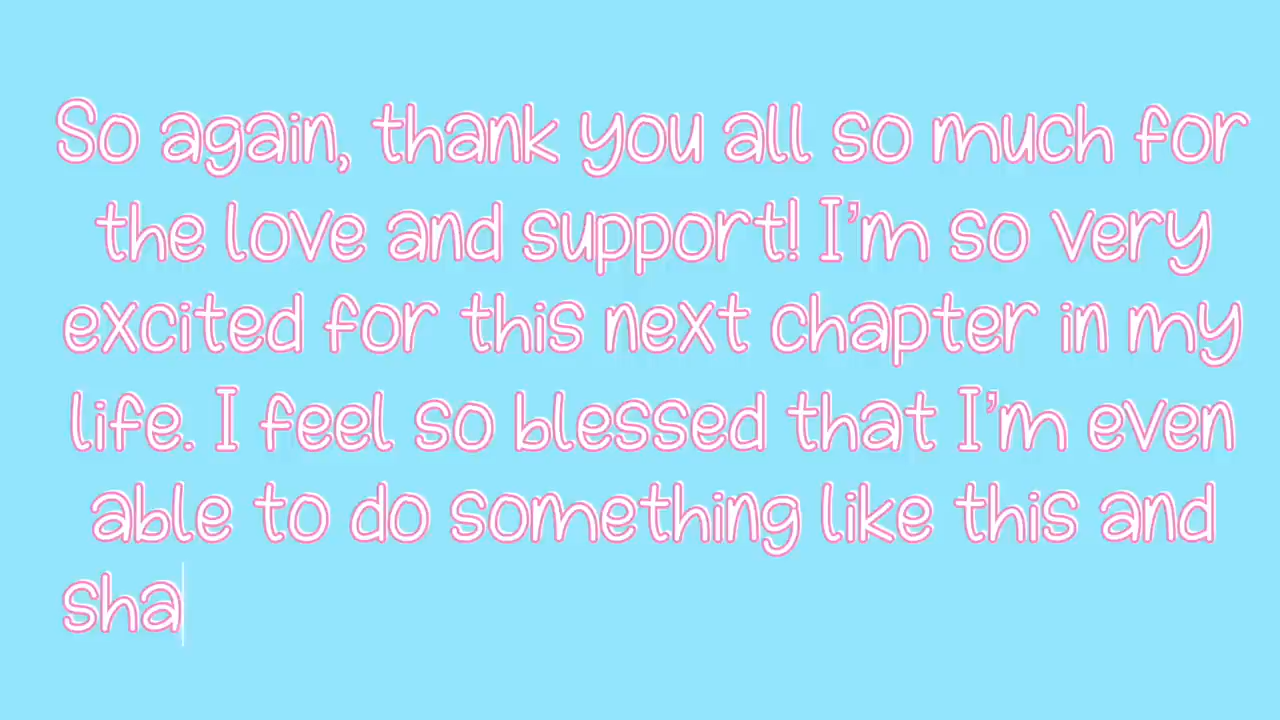 So again, thank you all so much for
the love and support! I'm so very
excited for this next chapter in my
life. I feel so blessed that I'm even
able to do something like this and
sha